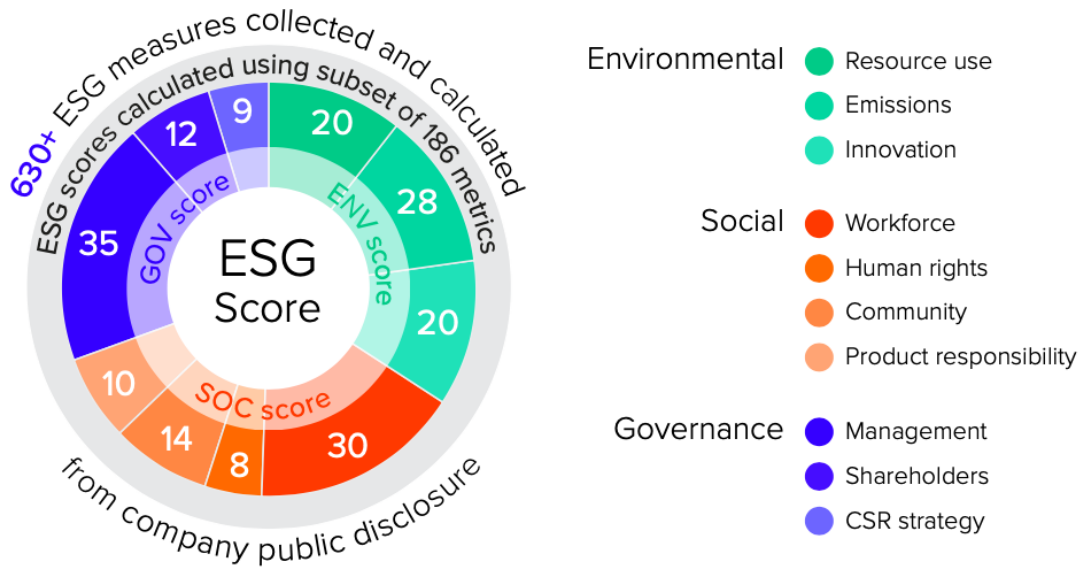 630+ ESG measures collected and calculated
ESG scores calculated using subset of 186 metrics
9
20
12
28
35
20
10
14
8
30
GOV score
ENV score
SOC score
ESG
Score
from company public disclosure
Environmental
Resource use
Emissions
Innovation
Social
Workforce
Human rights
Community
Product responsibility
Governance
Management
Shareholders
CSR strategy